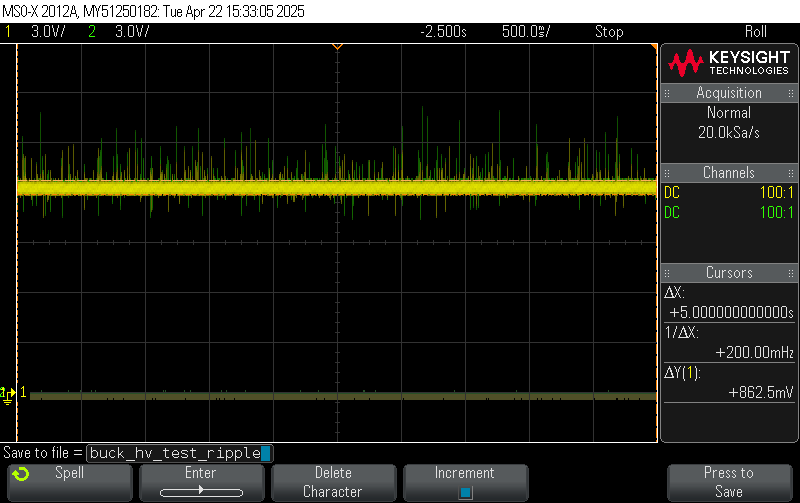 MSO-X 2012A, MY51250182: Tue Apr 22 15:33:05 2025
1 3.0V/ 2 3.0V/ -2.500s 500.0ms/ Stop Roll
KEYSIGHT
TECHNOLOGIES
Acquisition
Normal
20.0kSa/s
Channels
DC 100:1
DC 100:1
Cursors
ΔX:
+5.000000000000s
1/ΔX:
+200.00mHz
ΔY(1):
+862.5mV
1
Save to file = buck_hv_test_ripple
Spell Enter Delete Character Increment Press to Save